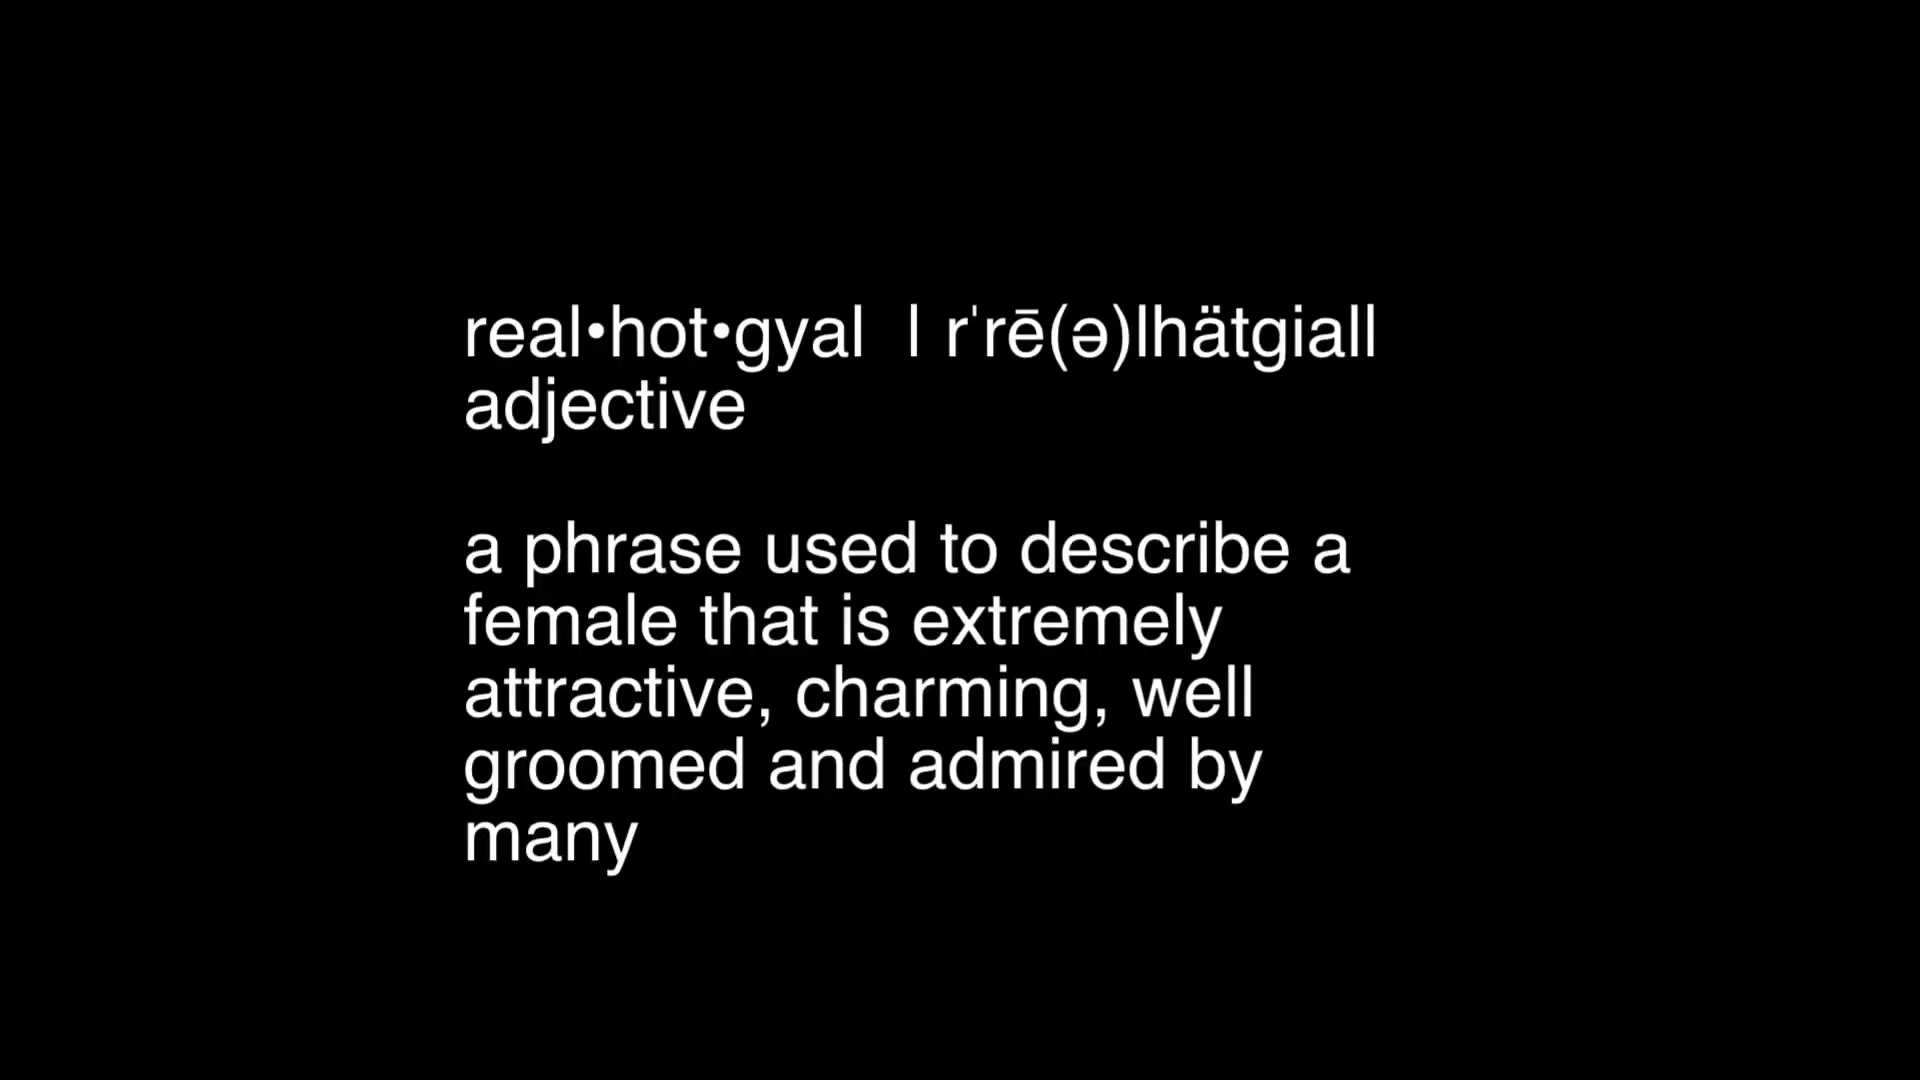 real•hot•gyal | rˈrē(ə)lhätgiall
adjective
a phrase used to describe a
female that is extremely
attractive, charming, well
groomed and admired by
many